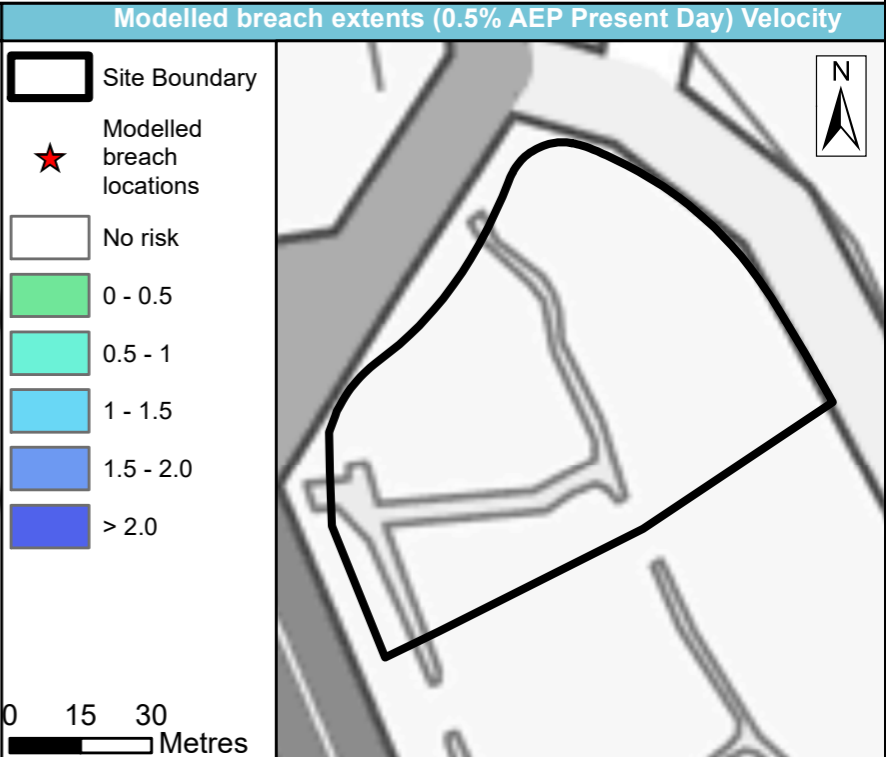 Modelled breach extents (0.5% AEP Present Day) Velocity
Site Boundary
Modelled
breach
locations
No risk
0 - 0.5
0.5 - 1
1 - 1.5
1.5 - 2.0
> 2.0
0 15 30
Metres
N